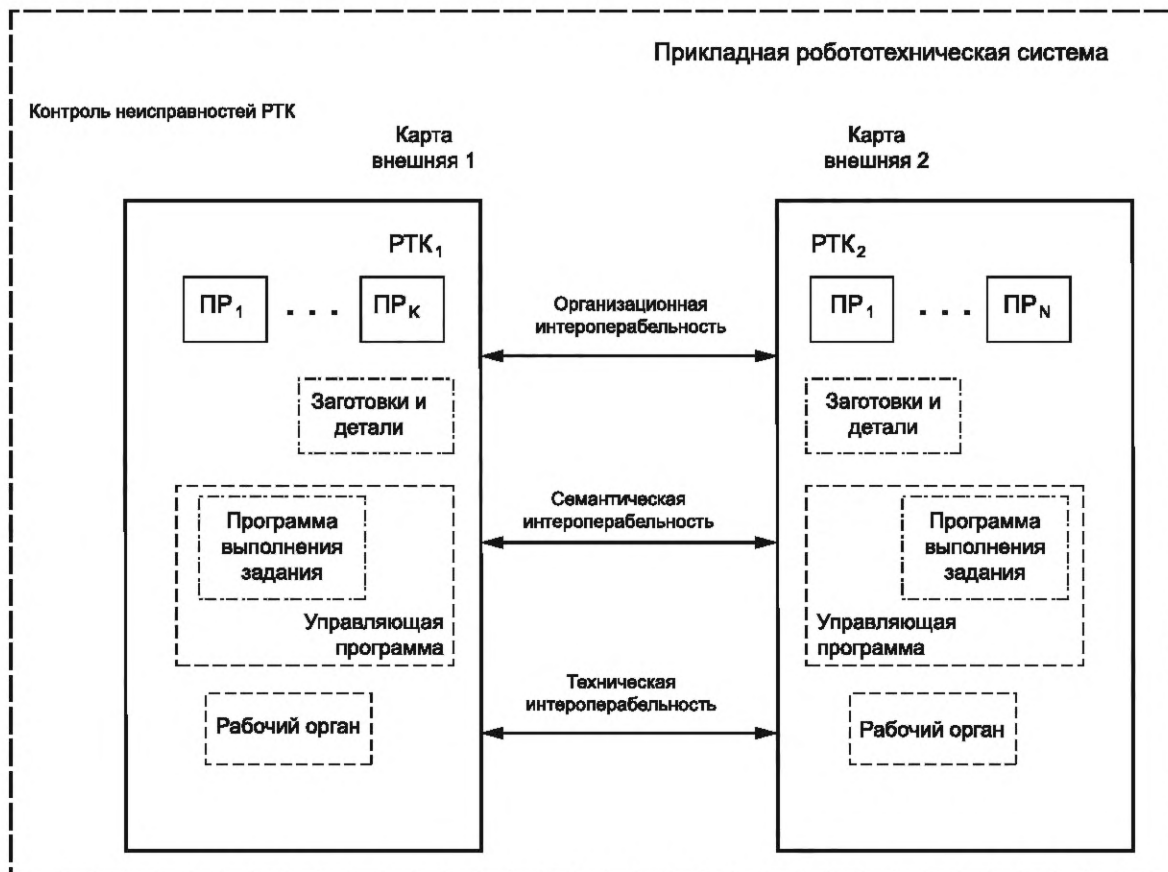 Прикладная робототехническая система
Контроль неисправностей РТК
Карта
внешняя 1
Карта
внешняя 2
РТК₁
ПР₁ . . . ПР_K
Заготовки и
детали
Программа
выполнения
задания
Управляющая
программа
Рабочий орган
Организационная
интероперабельность
Семантическая
интероперабельность
Техническая
интероперабельность
РТК₂
ПР₁ . . . ПР_N
Заготовки и
детали
Программа
выполнения
задания
Управляющая
программа
Рабочий орган